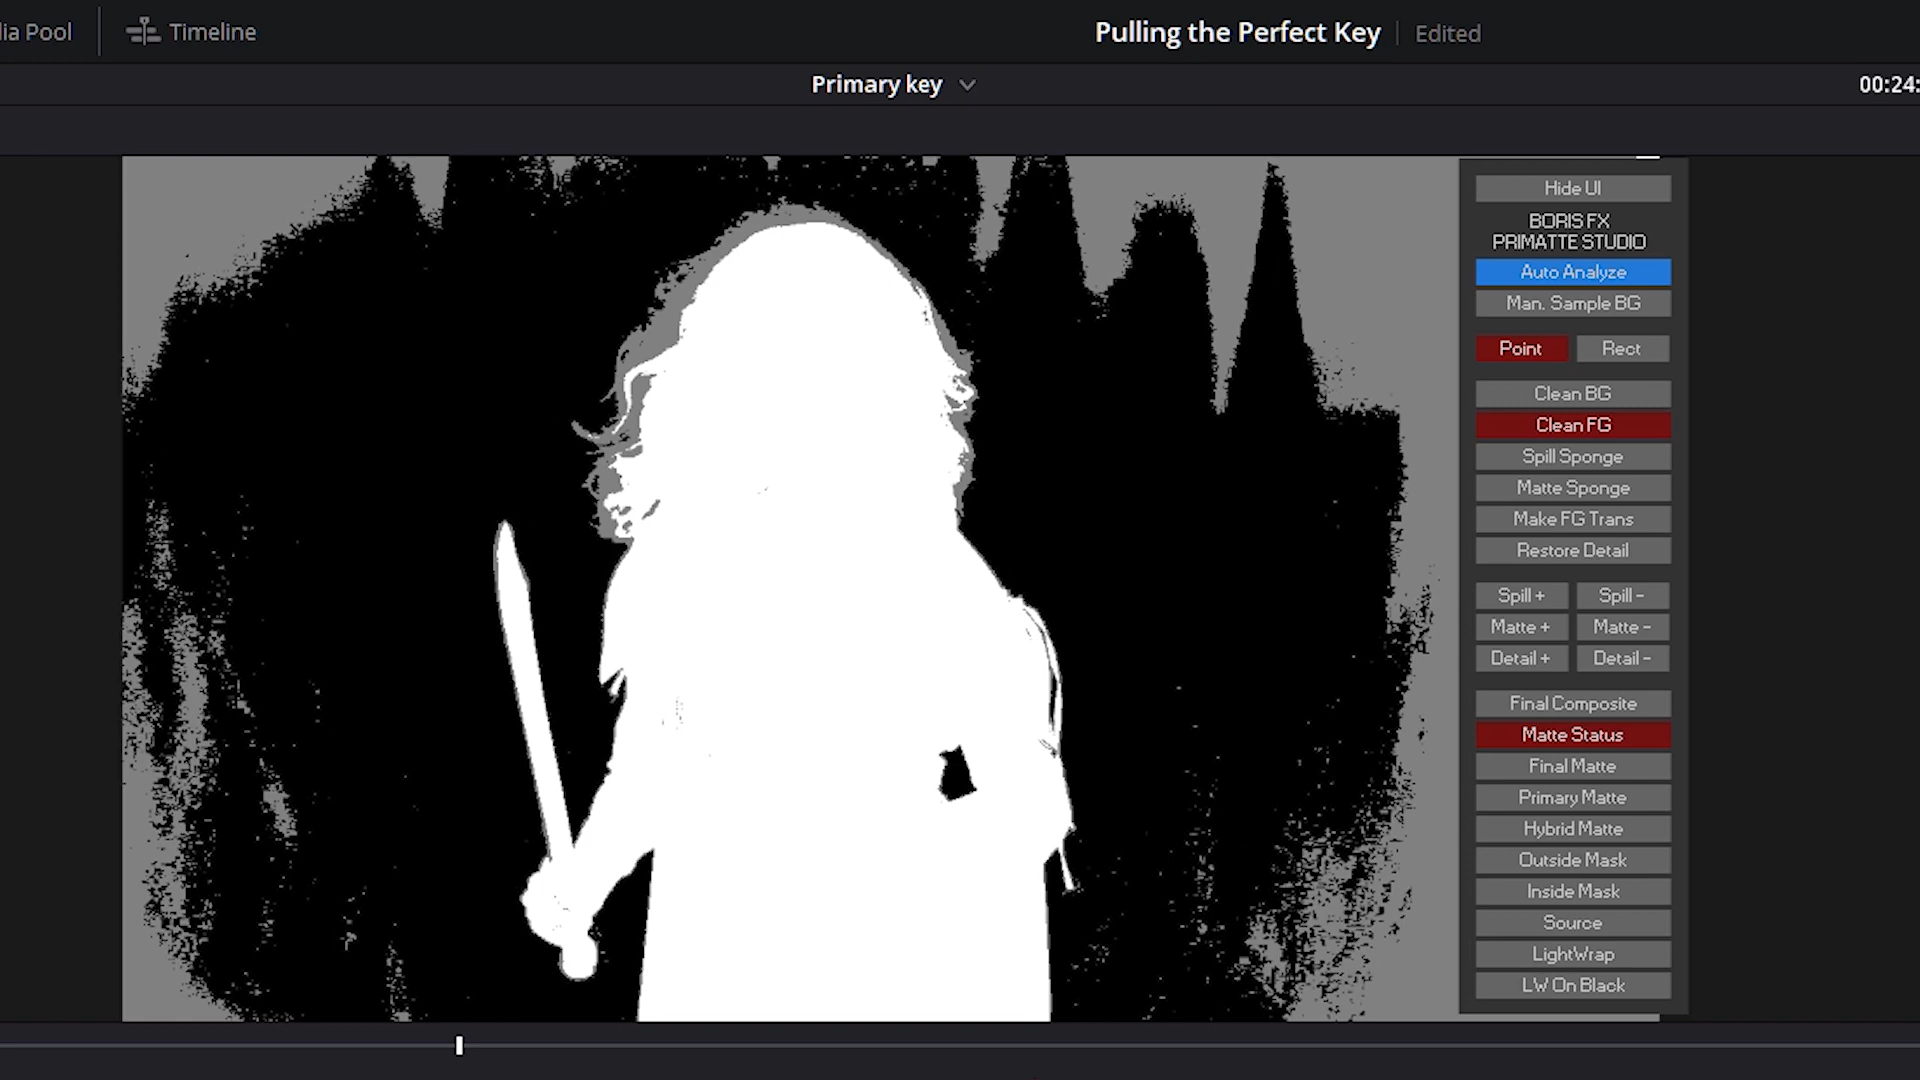 ia Pool
Timeline
Pulling the Perfect Key
Edited
Primary key
00:24:
Hide UI
BORIS FX
PRIMATTE STUDIO
Auto Analyze
Man. Sample BG
Point
Rect
Clean BG
Clean FG
Spill Sponge
Matte Sponge
Make FG Trans
Restore Detail
Spill +
Spill -
Matte +
Matte -
Detail +
Detail -
Final Composite
Matte Status
Final Matte
Primary Matte
Hybrid Matte
Outside Mask
Inside Mask
Source
LightWrap
LW On Black